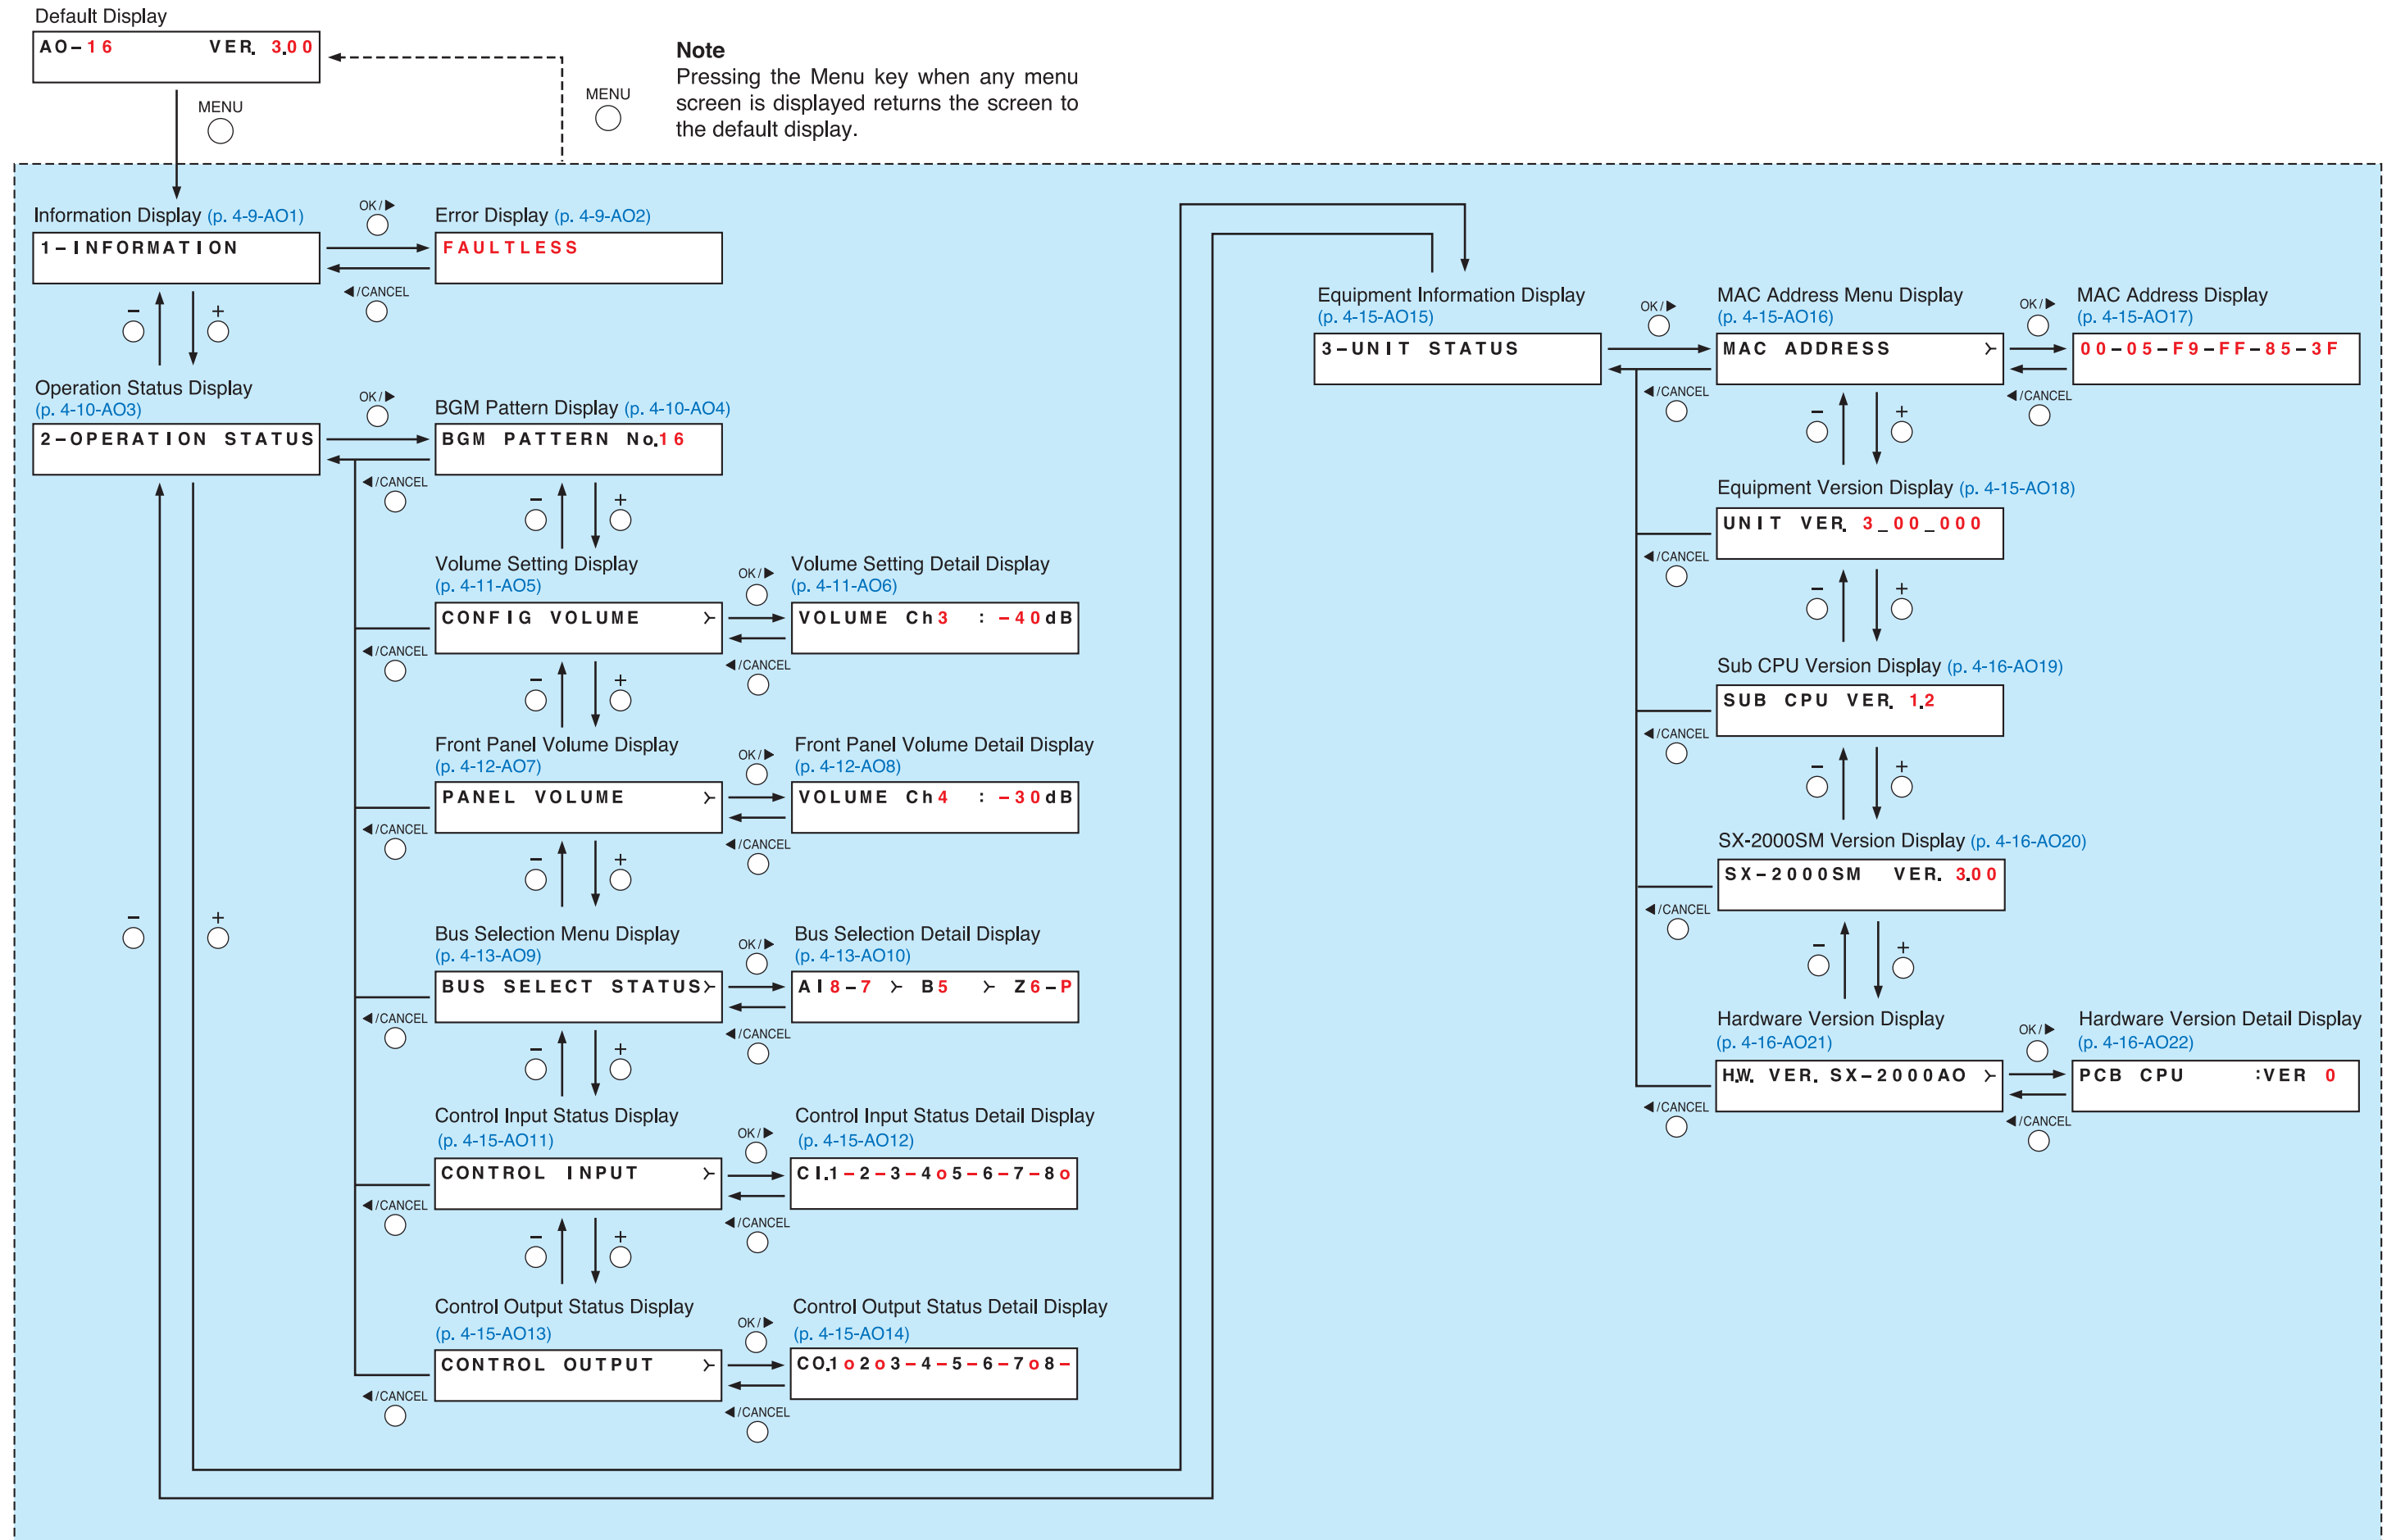 Default Display
AO-16 VER. 3.00
MENU
MENU
Note
Pressing the Menu key when any menu
screen is displayed returns the screen to
the default display.
Information Display (p. 4-9-AO1)
1-INFORMATION
OK/▶
◀/CANCEL
Error Display (p. 4-9-AO2)
FAULTLESS
− +
Operation Status Display
(p. 4-10-AO3)
2-OPERATION STATUS
OK/▶
◀/CANCEL
BGM Pattern Display (p. 4-10-AO4)
BGM PATTERN No.16
− +
Volume Setting Display
(p. 4-11-AO5)
CONFIG VOLUME >
◀/CANCEL
OK/▶
◀/CANCEL
Volume Setting Detail Display
(p. 4-11-AO6)
VOLUME Ch3 : -40dB
− +
Front Panel Volume Display
(p. 4-12-AO7)
PANEL VOLUME >
◀/CANCEL
OK/▶
◀/CANCEL
Front Panel Volume Detail Display
(p. 4-12-AO8)
VOLUME Ch4 : -30dB
− +
− +
Bus Selection Menu Display
(p. 4-13-AO9)
BUS SELECT STATUS>
◀/CANCEL
OK/▶
◀/CANCEL
Bus Selection Detail Display
(p. 4-13-AO10)
AI8-7 > B5 > Z6-P
− +
Control Input Status Display
(p. 4-15-AO11)
CONTROL INPUT >
◀/CANCEL
OK/▶
◀/CANCEL
Control Input Status Detail Display
(p. 4-15-AO12)
CI.1-2-3-4o5-6-7-8o
− +
Control Output Status Display
(p. 4-15-AO13)
CONTROL OUTPUT >
◀/CANCEL
OK/▶
◀/CANCEL
Control Output Status Detail Display
(p. 4-15-AO14)
CO.1o2o3-4-5-6-7o8-
Equipment Information Display
(p. 4-15-AO15)
3-UNIT STATUS
OK/▶
◀/CANCEL
MAC Address Menu Display
(p. 4-15-AO16)
MAC ADDRESS >
OK/▶
◀/CANCEL
MAC Address Display
(p. 4-15-AO17)
00-05-F9-FF-85-3F
− +
Equipment Version Display (p. 4-15-AO18)
UNIT VER. 3_00_000
◀/CANCEL
− +
Sub CPU Version Display (p. 4-16-AO19)
SUB CPU VER. 1.2
◀/CANCEL
− +
SX-2000SM Version Display (p. 4-16-AO20)
SX-2000SM VER. 3.00
◀/CANCEL
− +
Hardware Version Display
(p. 4-16-AO21)
H.W. VER. SX-2000AO >
◀/CANCEL
OK/▶
◀/CANCEL
Hardware Version Detail Display
(p. 4-16-AO22)
PCB CPU :VER 0